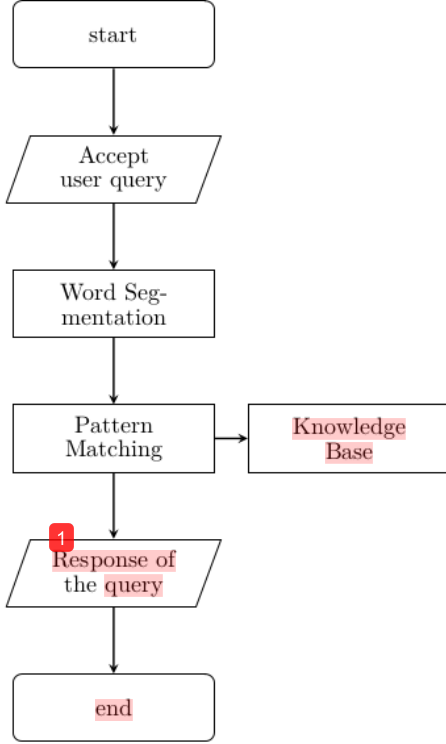 start
Accept
user query
Word Seg-
mentation
Pattern
Matching
Knowledge
Base
1
Response of
the query
end